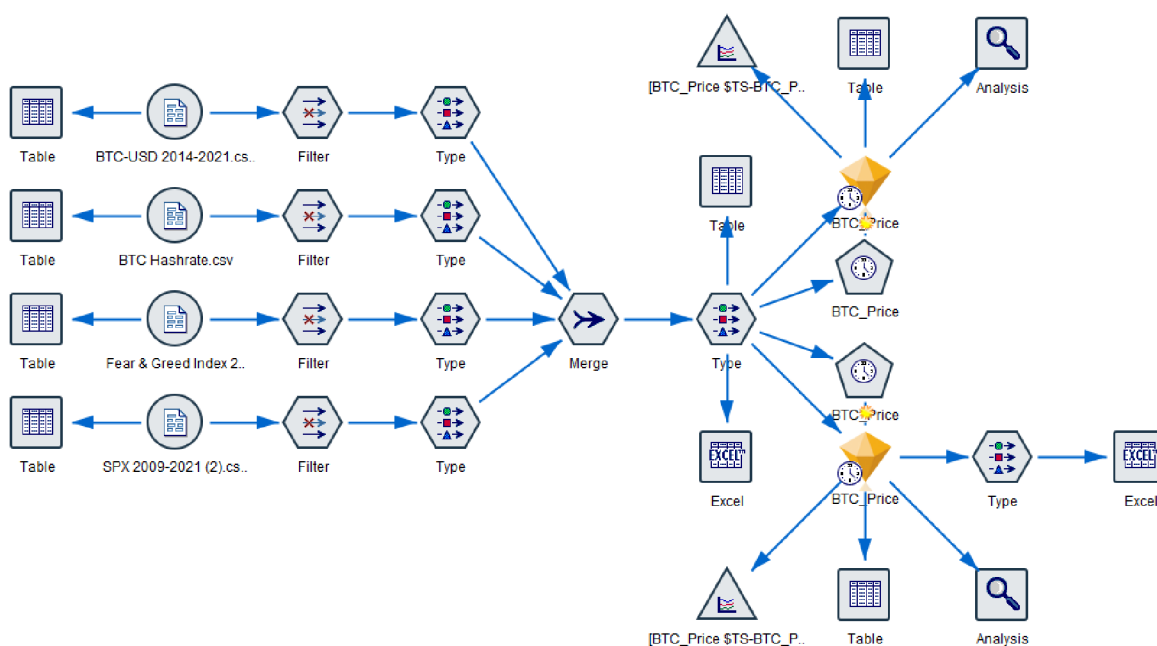 [BTC_Price $TS-BTC_P..
Table
Analysis
Table
BTC-USD 2014-2021.cs..
Filter
Type
Table
BTC_Price
Table
BTC Hashrate.csv
Filter
Type
BTC_Price
Table
Fear & Greed Index 2..
Filter
Type
Merge
Type
BTC_Price
Table
SPX 2009-2021 (2).cs..
Filter
Type
EXCEL
Excel
BTC_Price
Type
EXCEL
Excel
[BTC_Price $TS-BTC_P..
Table
Analysis